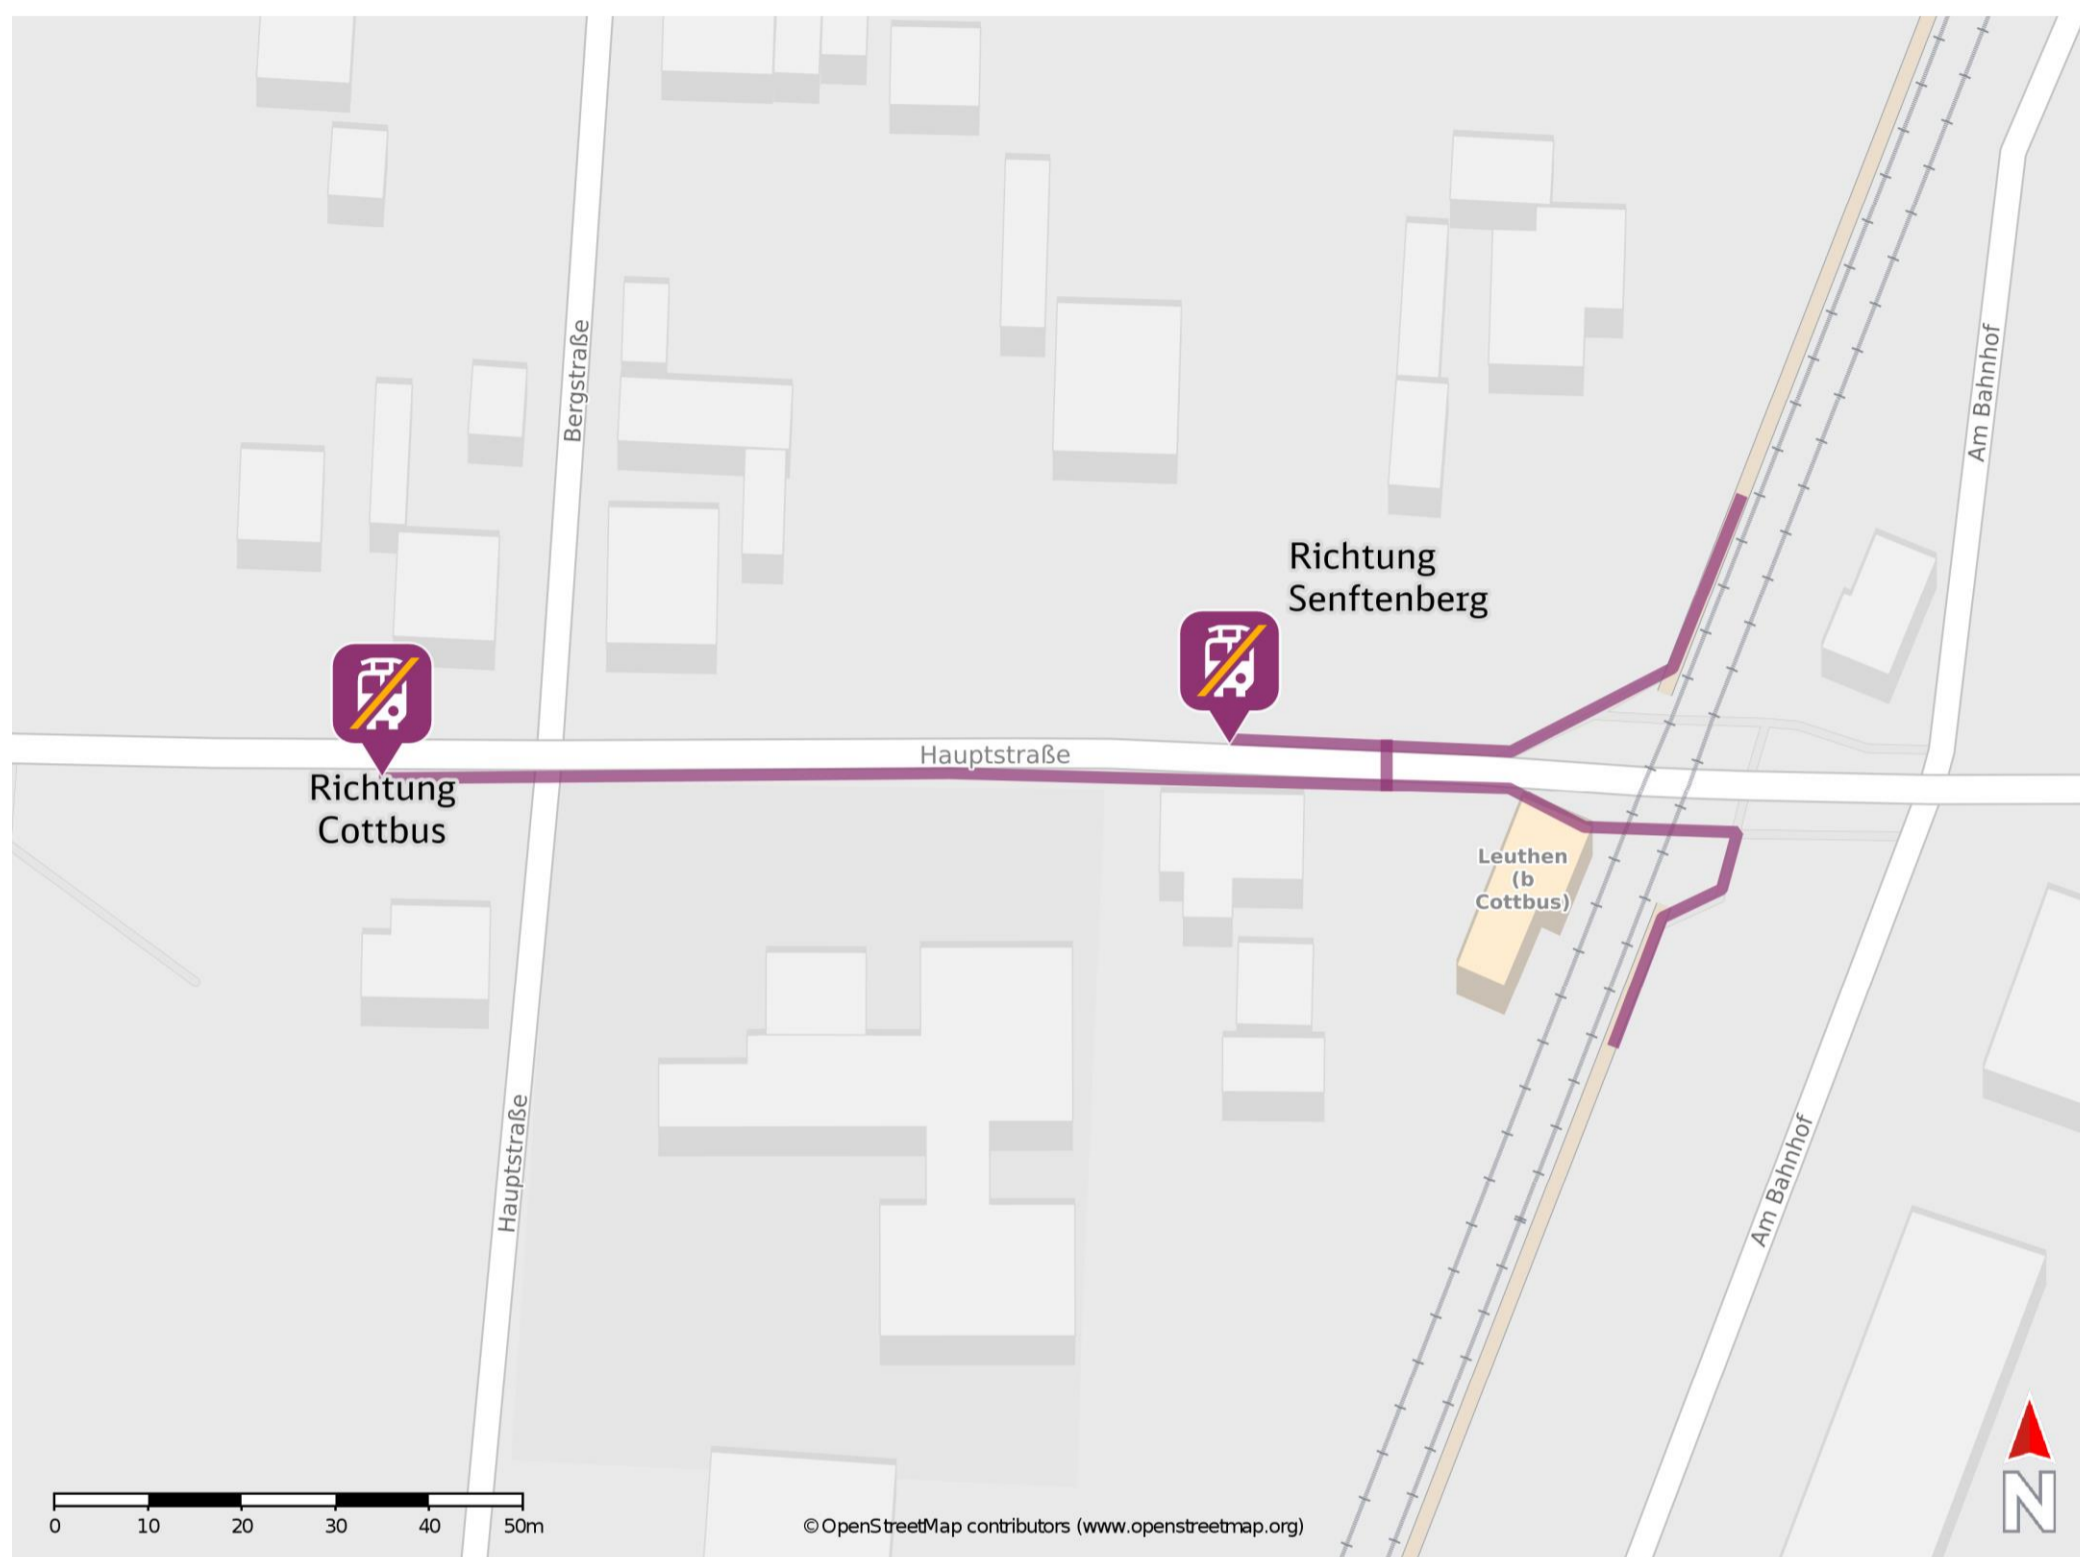 Bergstraße
Am Bahnhof
Richtung
Senftenberg
Hauptstraße
Richtung
Cottbus
Leuthen
(b
Cottbus)
Hauptstraße
Am Bahnhof
0 10 20 30 40 50m
© OpenStreetMap contributors (www.openstreetmap.org)
N